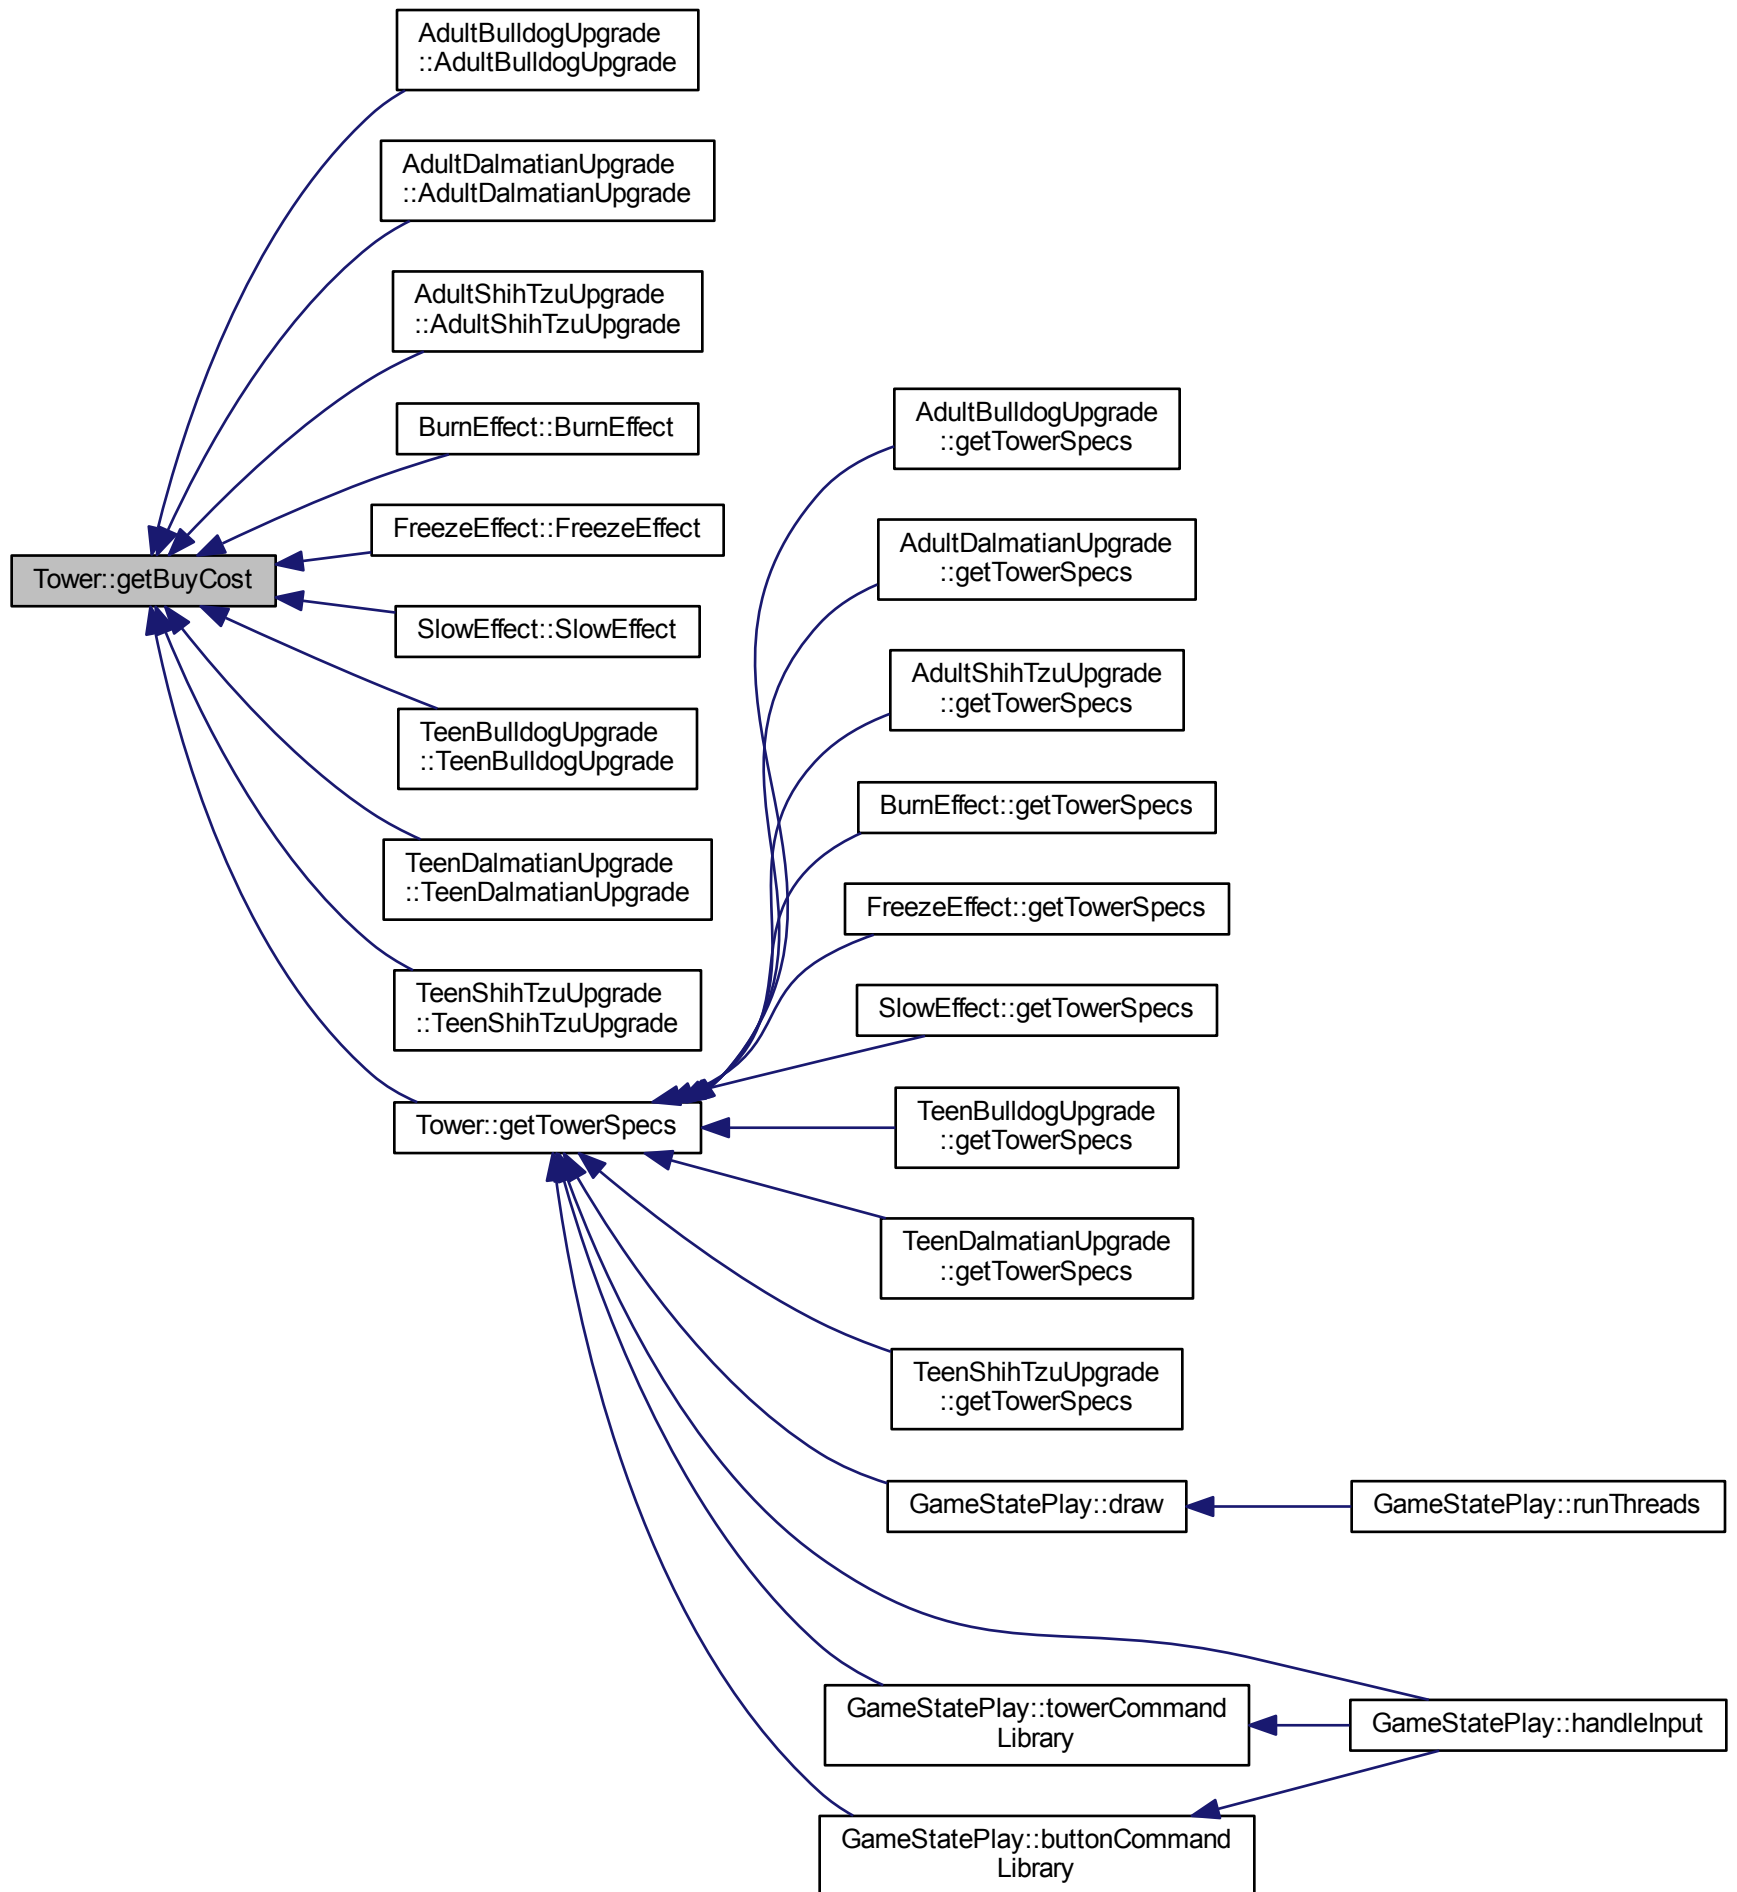 AdultBulldogUpgrade
::AdultBulldogUpgrade
AdultDalmatianUpgrade
::AdultDalmatianUpgrade
AdultShihTzuUpgrade
::AdultShihTzuUpgrade
BurnEffect::BurnEffect
FreezeEffect::FreezeEffect
Tower::getBuyCost
SlowEffect::SlowEffect
TeenBulldogUpgrade
::TeenBulldogUpgrade
TeenDalmatianUpgrade
::TeenDalmatianUpgrade
TeenShihTzuUpgrade
::TeenShihTzuUpgrade
Tower::getTowerSpecs
AdultBulldogUpgrade
::getTowerSpecs
AdultDalmatianUpgrade
::getTowerSpecs
AdultShihTzuUpgrade
::getTowerSpecs
BurnEffect::getTowerSpecs
FreezeEffect::getTowerSpecs
SlowEffect::getTowerSpecs
TeenBulldogUpgrade
::getTowerSpecs
TeenDalmatianUpgrade
::getTowerSpecs
TeenShihTzuUpgrade
::getTowerSpecs
GameStatePlay::draw
GameStatePlay::runThreads
GameStatePlay::towerCommand
Library
GameStatePlay::handleInput
GameStatePlay::buttonCommand
Library